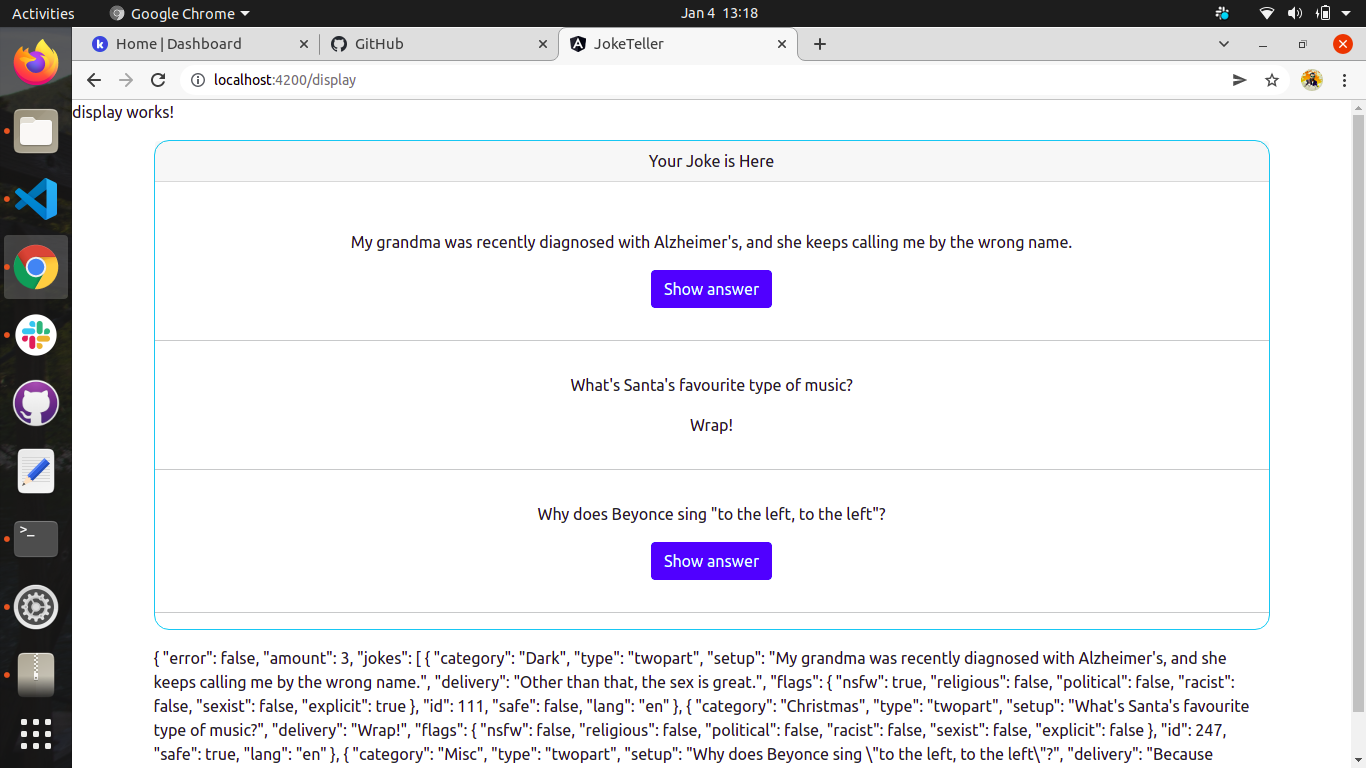 Activities Google Chrome Jan 4 13:18
Home | Dashboard GitHub JokeTeller
localhost:4200/display
display works!
Your Joke is Here
My grandma was recently diagnosed with Alzheimer's, and she keeps calling me by the wrong name.
Show answer
What's Santa's favourite type of music?
Wrap!
Why does Beyonce sing "to the left, to the left"?
Show answer
{ "error": false, "amount": 3, "jokes": [ { "category": "Dark", "type": "twopart", "setup": "My grandma was recently diagnosed with Alzheimer's, and she
keeps calling me by the wrong name.", "delivery": "Other than that, the sex is great.", "flags": { "nsfw": true, "religious": false, "political": false, "racist":
false, "sexist": false, "explicit": true }, "id": 111, "safe": false, "lang": "en" }, { "category": "Christmas", "type": "twopart", "setup": "What's Santa's favourite
type of music?", "delivery": "Wrap!", "flags": { "nsfw": false, "religious": false, "political": false, "racist": false, "sexist": false, "explicit": false }, "id": 247,
"safe": true, "lang": "en" }, { "category": "Misc", "type": "twopart", "setup": "Why does Beyonce sing \"to the left, to the left\"?", "delivery": "Because